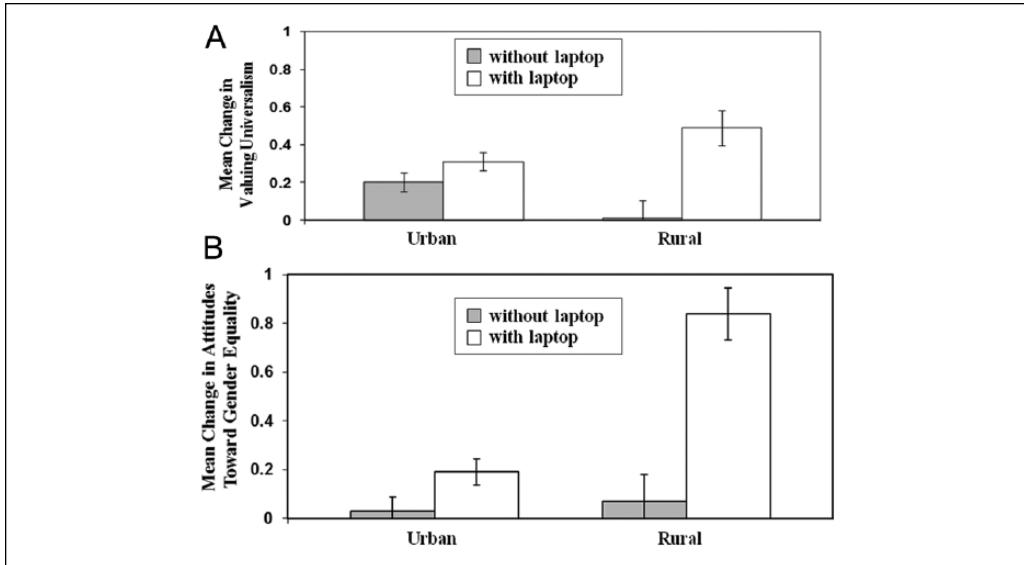 A
Mean Change in
Valuing Universalism
1
0.8
0.6
0.4
0.2
0
without laptop
with laptop
Urban Rural
B
Mean Change in Attitudes
Toward Gender Equality
1
0.8
0.6
0.4
0.2
0
without laptop
with laptop
Urban Rural